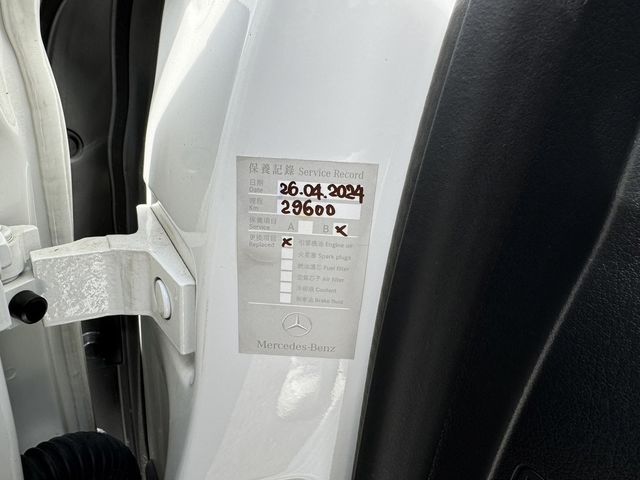 保養記錄 Service Record
日期 Date 26.04.2024
哩程 Km 29600
保養項目 Service A B x
更換項目 Replaced x 引擎機油 Engine oil
火星塞 Spark plugs
燃油濾芯 Fuel filter
空氣芯子 Air filter
冷卻液 Coolant
剎車油 Brake fluid
Mercedes-Benz